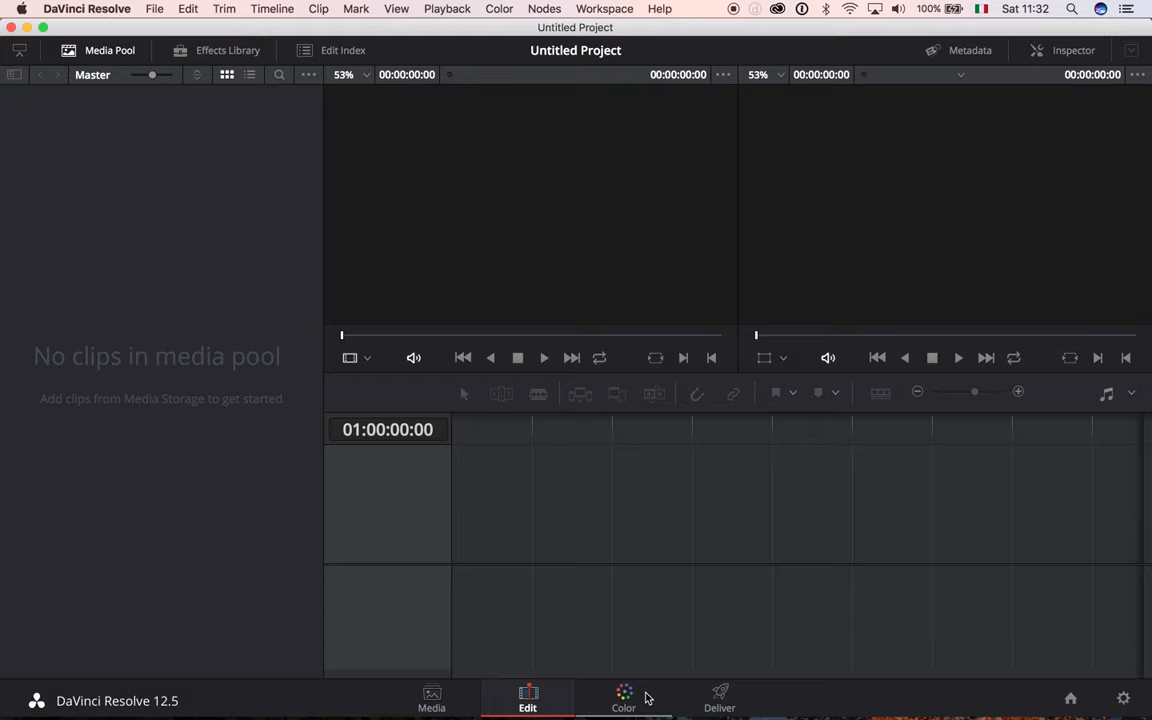 DaVinci Resolve File Edit Trim Timeline Clip Mark View Playback Color Nodes Workspace Help 100% Sat 11:32
Untitled Project
Media Pool Effects Library Edit Index Untitled Project Metadata Inspector
Master 53% 00:00:00:00 00:00:00:00 53% 00:00:00:00 00:00:00:00
No clips in media pool
Add clips from Media Storage to get started
01:00:00:00
DaVinci Resolve 12.5 Media Edit Color Deliver